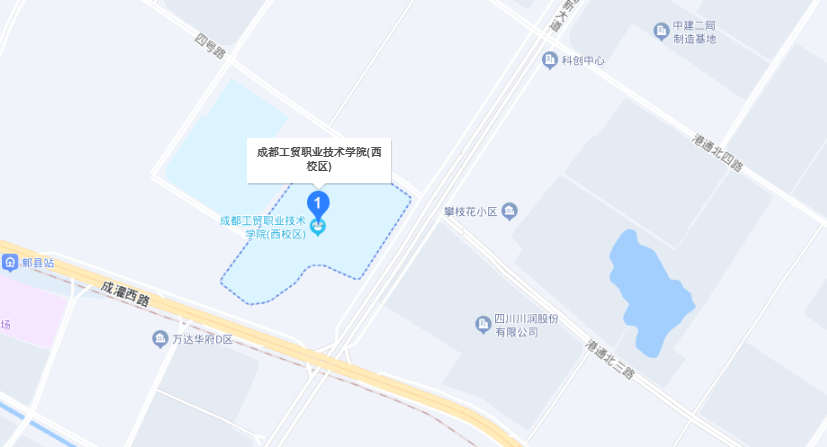 新大道
中建二局
制造基地
四号路
科创中心
成都工贸职业技术学院(西
校区)
港通北四路
1
攀枝花小区
成都工贸职业技术
学院(西校区)
郫县站
成灌西路
场
四川川润股份
有限公司
万达华府D区
港通北三路